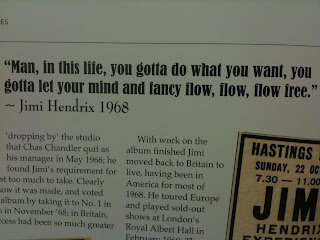 ES
“Man, in this life, you gotta do what you want, you
gotta let your mind and fancy flow, flow, flow free.”
~ Jimi Hendrix 1968
‘dropping by’ the studio
that Chas Chandler quit as
his manager in May 1968; he
found Jimi's requirement for
too much to take. Clearly
ow it was made, and voted
album by taking it to No. 1 in
s in November ’68; in Britain,
ccess had been so much greater
With work on the
album finished Jimi
moved back to Britain to
live, having been in
America for most of
1968. He toured Europe
and played sold-out
shows at London's
Royal Albert Hall in
February 1969.
HASTINGS
SUNDAY, 22 OC
7.30 — 11.00
JIM
HENDRIX